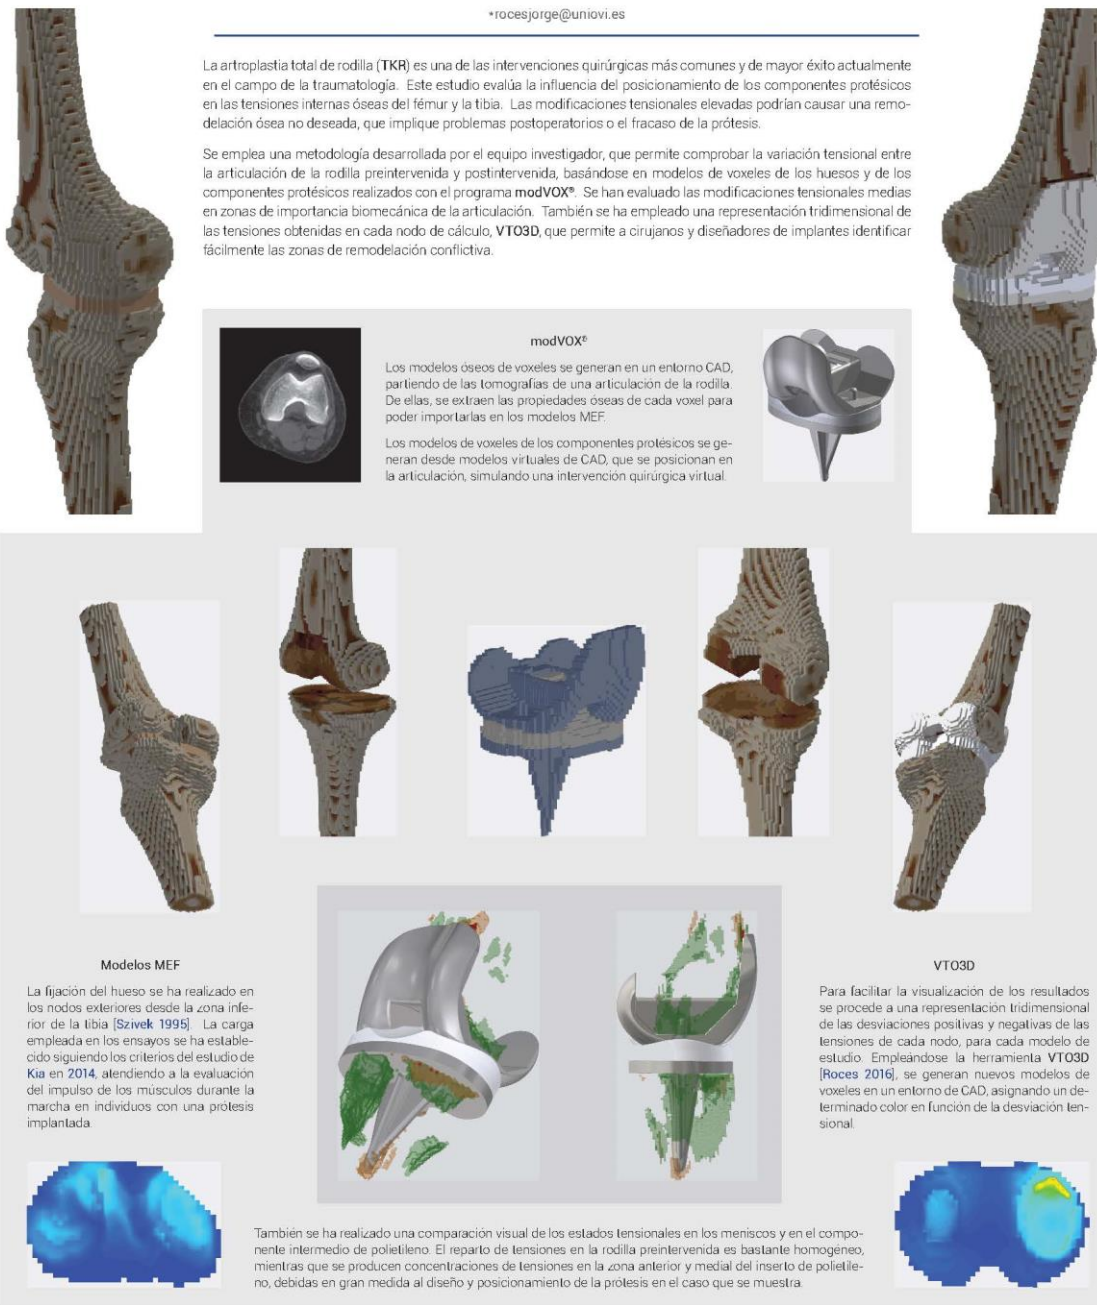 *rocesjorge@uniovi.es
La artroplastia total de rodilla (TKR) es una de las intervenciones quirúrgicas más comunes y de mayor éxito actualmente
en el campo de la traumatología. Este estudio evalúa la influencia del posicionamiento de los componentes protésicos
en las tensiones internas óseas del fémur y la tibia. Las modificaciones tensionales elevadas podrían causar una remo-
delación ósea no deseada, que implique problemas postoperatorios o el fracaso de la prótesis.
Se emplea una metodología desarrollada por el equipo investigador, que permite comprobar la variación tensional entre
la articulación de la rodilla preintervenida y postintervenida, basándose en modelos de voxeles de los huesos y de los
componentes protésicos realizados con el programa modVOX®. Se han evaluado las modificaciones tensionales medias
en zonas de importancia biomecánica de la articulación. También se ha empleado una representación tridimensional de
las tensiones obtenidas en cada nodo de cálculo, VTO3D, que permite a cirujanos y diseñadores de implantes identificar
fácilmente las zonas de remodelación conflictiva.
modVOX®
Los modelos óseos de voxeles se generan en un entorno CAD,
partiendo de las tomografías de una articulación de la rodilla.
De ellas, se extraen las propiedades óseas de cada voxel para
poder importarlas en los modelos MEF.
Los modelos de voxeles de los componentes protésicos se ge-
neran desde modelos virtuales de CAD, que se posicionan en
la articulación, simulando una intervención quirúrgica virtual.
Modelos MEF
La fijación del hueso se ha realizado en
los nodos exteriores desde la zona infe-
rior de la tibia [Szivek 1995]. La carga
empleada en los ensayos se ha estable-
cido siguiendo los criterios del estudio de
Kia en 2014, atendiendo a la evaluación
del impulso de los músculos durante la
marcha en individuos con una prótesis
implantada.
VTO3D
Para facilitar la visualización de los resultados
se procede a una representación tridimensional
de las desviaciones positivas y negativas de las
tensiones de cada nodo, para cada modelo de
estudio. Empleándose la herramienta VTO3D
[Roces 2016], se generan nuevos modelos de
voxeles en un entorno de CAD, asignando un de-
terminado color en función de la desviación ten-
sional.
También se ha realizado una comparación visual de los estados tensionales en los meniscos y en el compo-
nente intermedio de polietileno. El reparto de tensiones en la rodilla preintervenida es bastante homogéneo,
mientras que se producen concentraciones de tensiones en la zona anterior y medial del inserto de polietile-
no, debidas en gran medida al diseño y posicionamiento de la prótesis en el caso que se muestra.